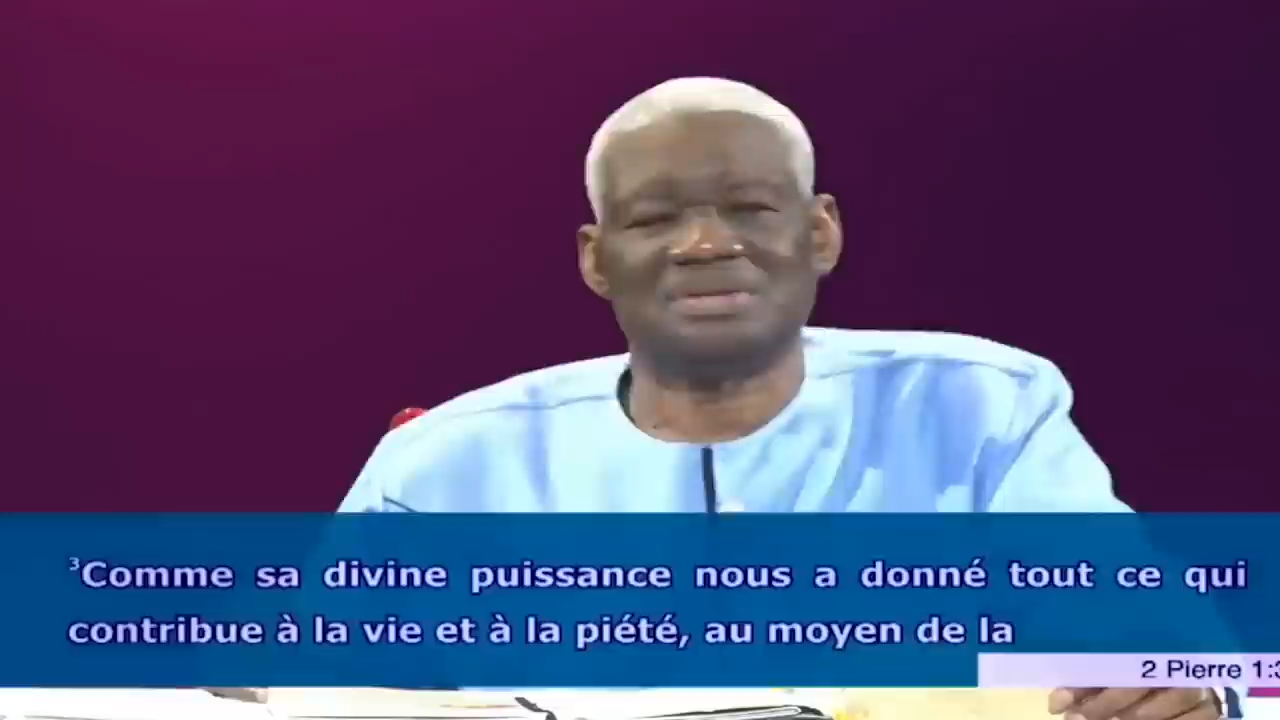 ³Comme sa divine puissance nous a donné tout ce qui
contribue à la vie et à la piété, au moyen de la
2 Pierre 1:3